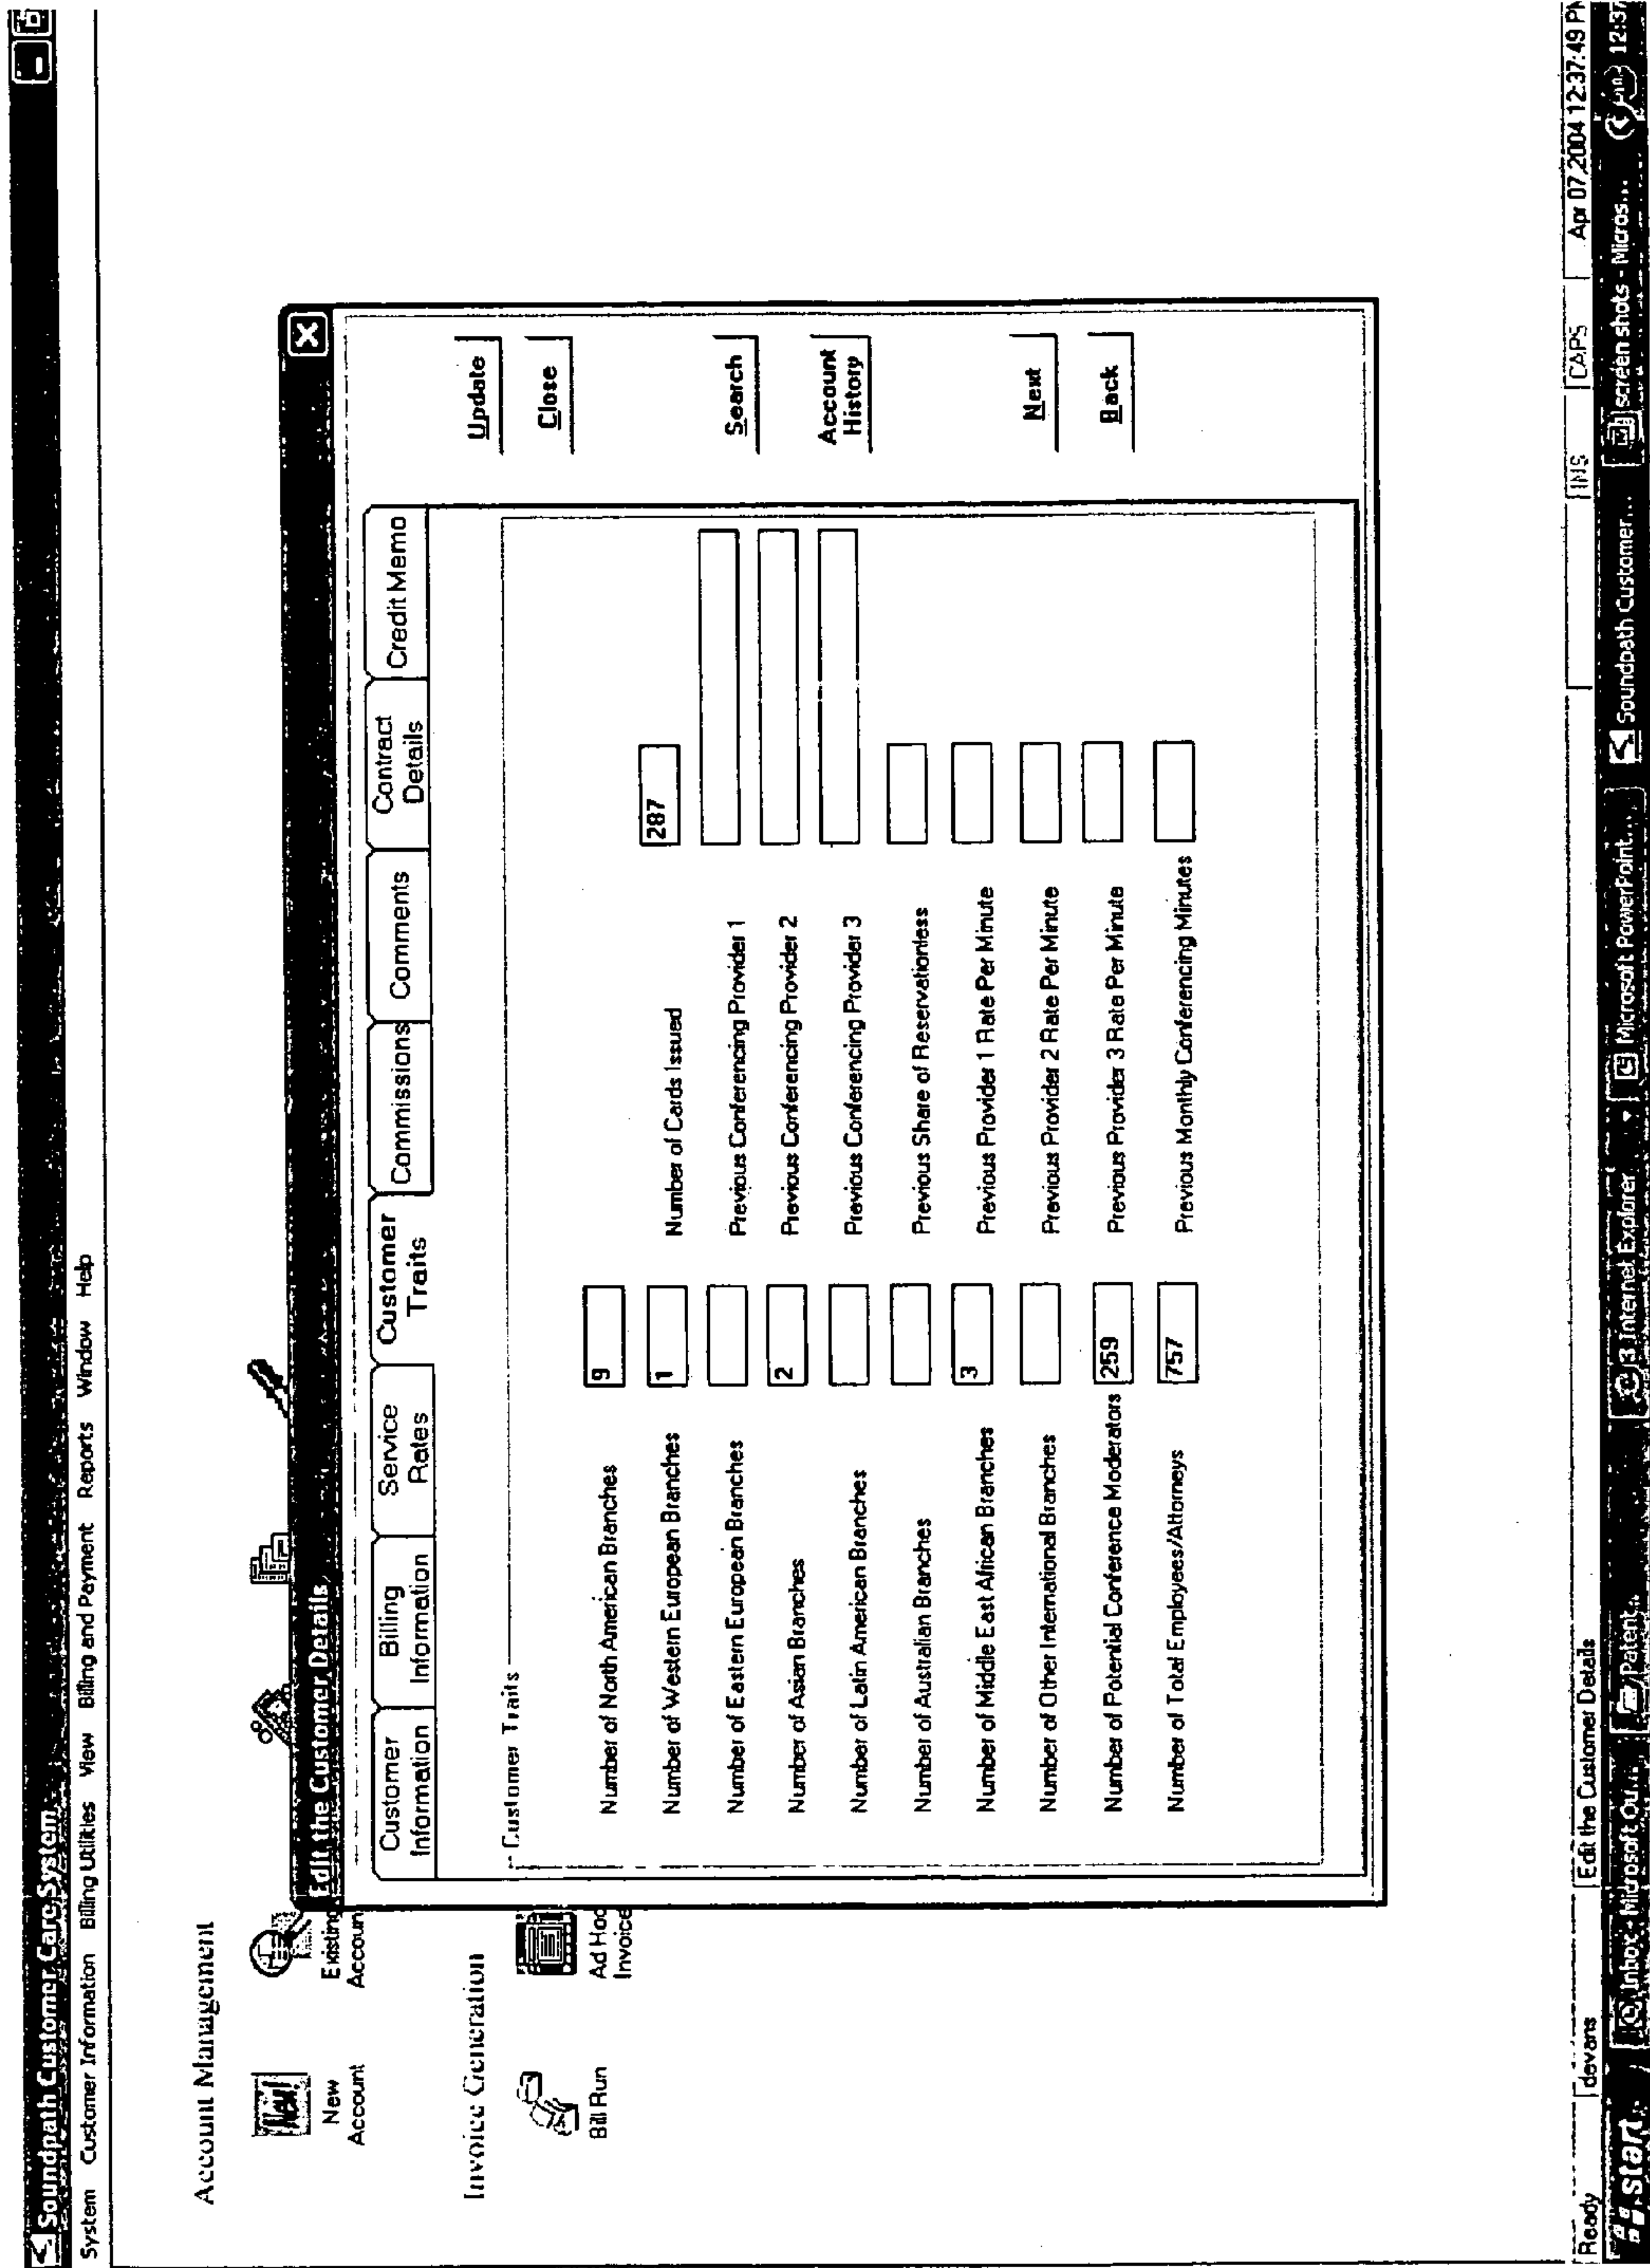 Soundpath Customer Care System
System Customer Information Billing Utilities View Billing and Payment Reports Window Help
Account Management
New
Account
Existing
Accoun
Invoice Generation
Bill Run
Ad Hoc
Invoice
Edit the Customer Details
Customer
Information
Billing
Information
Service
Rates
Customer
Traits
Commissions
Comments
Contract
Details
Credit Memo
Customer Traits
Number of North American Branches 9
Number of Western European Branches 1
Number of Eastern European Branches
Number of Asian Branches 2
Number of Latin American Branches
Number of Australian Branches
Number of Middle East African Branches 3
Number of Other International Branches
Number of Potential Conference Moderators 259
Number of Total Employees/Attorneys 757
Number of Cards Issued 287
Previous Conferencing Provider 1
Previous Conferencing Provider 2
Previous Conferencing Provider 3
Previous Share of Reservationless
Previous Provider 1 Rate Per Minute
Previous Provider 2 Rate Per Minute
Previous Provider 3 Rate Per Minute
Previous Monthly Conferencing Minutes
Update
Close
Search
Account
History
Next
Back
Ready devans Edit the Customer Details INS CAPS Apr 07,2004 12:37:49 PM
start Inbox - Microsoft Outl... Patent... 3 Internet Explorer Microsoft PowerPoint... Soundpath Customer... screen shots - Micros... 12:37